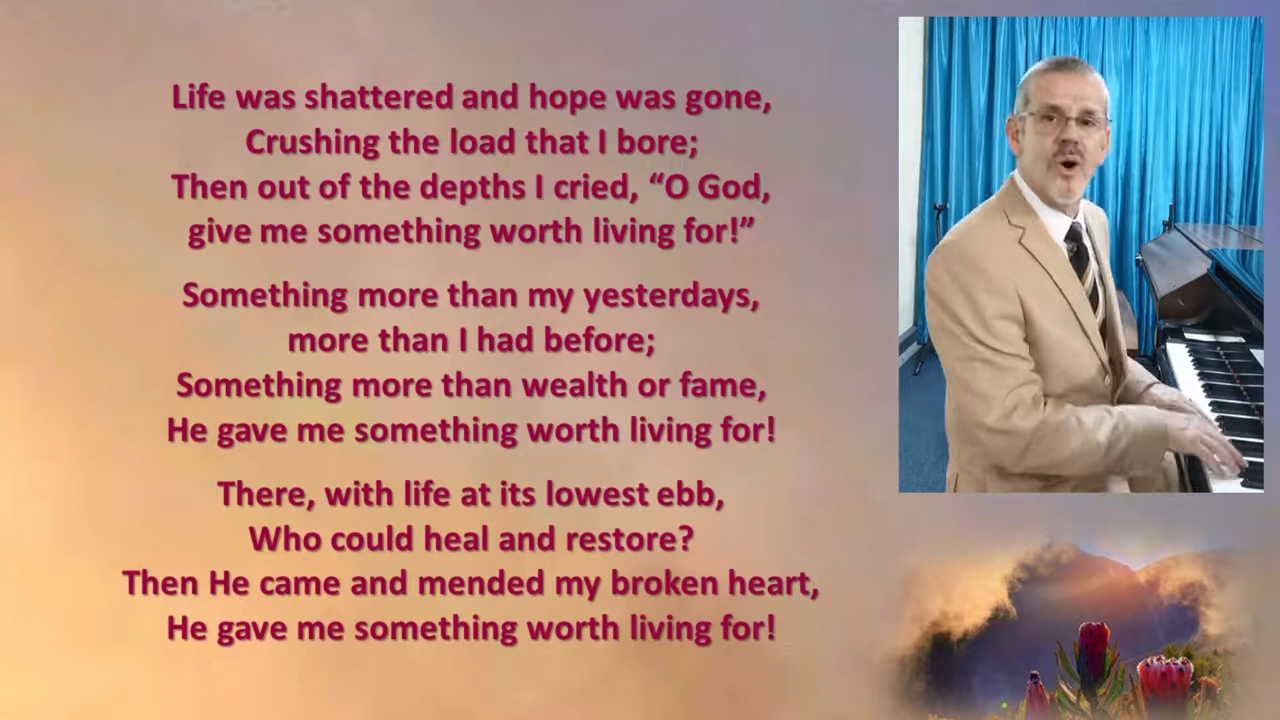 Life was shattered and hope was gone,
Crushing the load that I bore;
Then out of the depths I cried, “O God,
give me something worth living for!”
Something more than my yesterdays,
more than I had before;
Something more than wealth or fame,
He gave me something worth living for!
There, with life at its lowest ebb,
Who could heal and restore?
Then He came and mended my broken heart,
He gave me something worth living for!